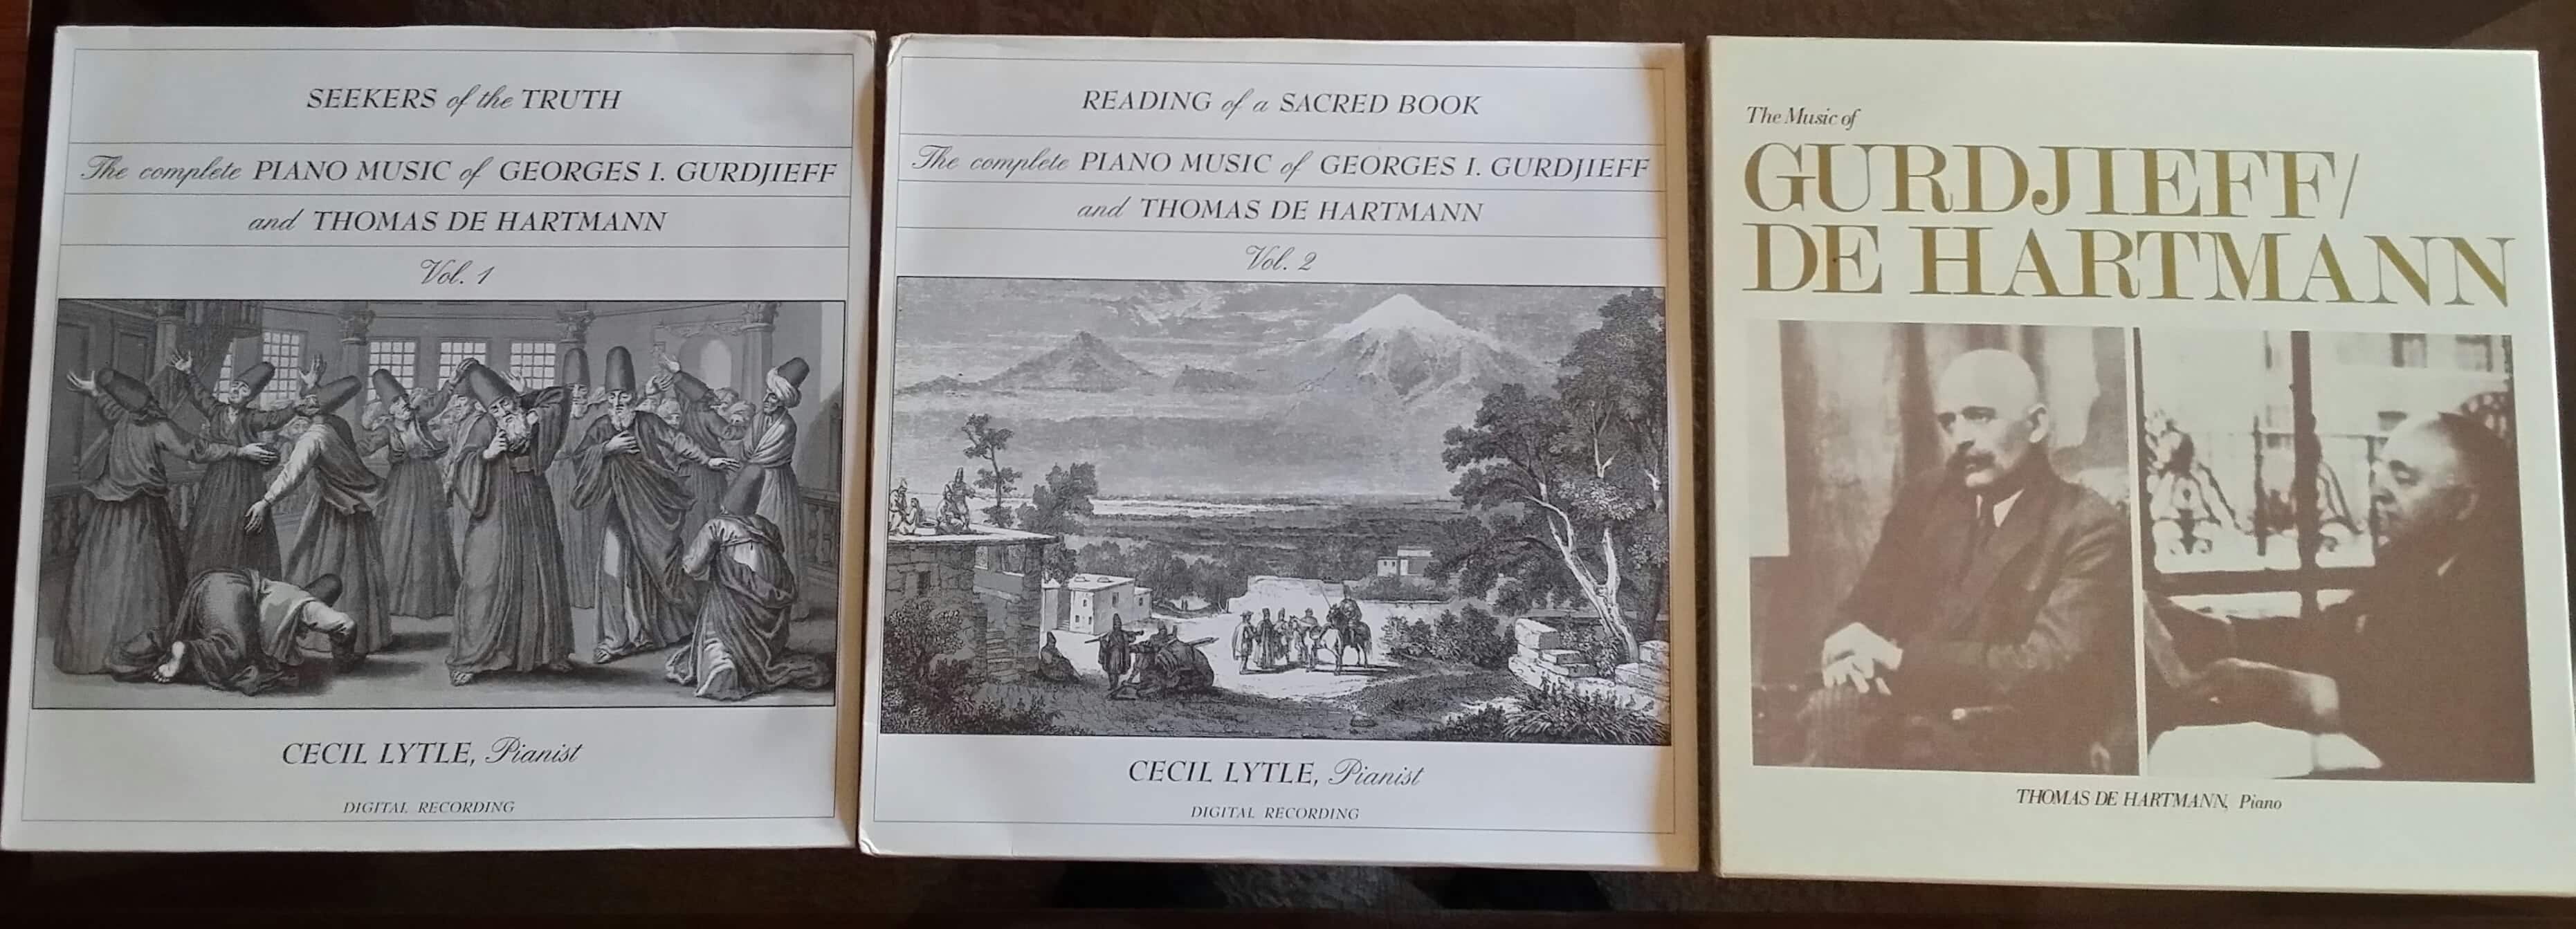 SEEKERS of the TRUTH
The complete PIANO MUSIC of GEORGES I. GURDJIEFF
and THOMAS DE HARTMANN
Vol. 1
CECIL LYTLE, Pianist
DIGITAL RECORDING
READING of a SACRED BOOK
The complete PIANO MUSIC of GEORGES I. GURDJIEFF
and THOMAS DE HARTMANN
Vol. 2
CECIL LYTLE, Pianist
DIGITAL RECORDING
The Music of
GURDJIEFF/
DE HARTMANN
THOMAS DE HARTMANN, Piano